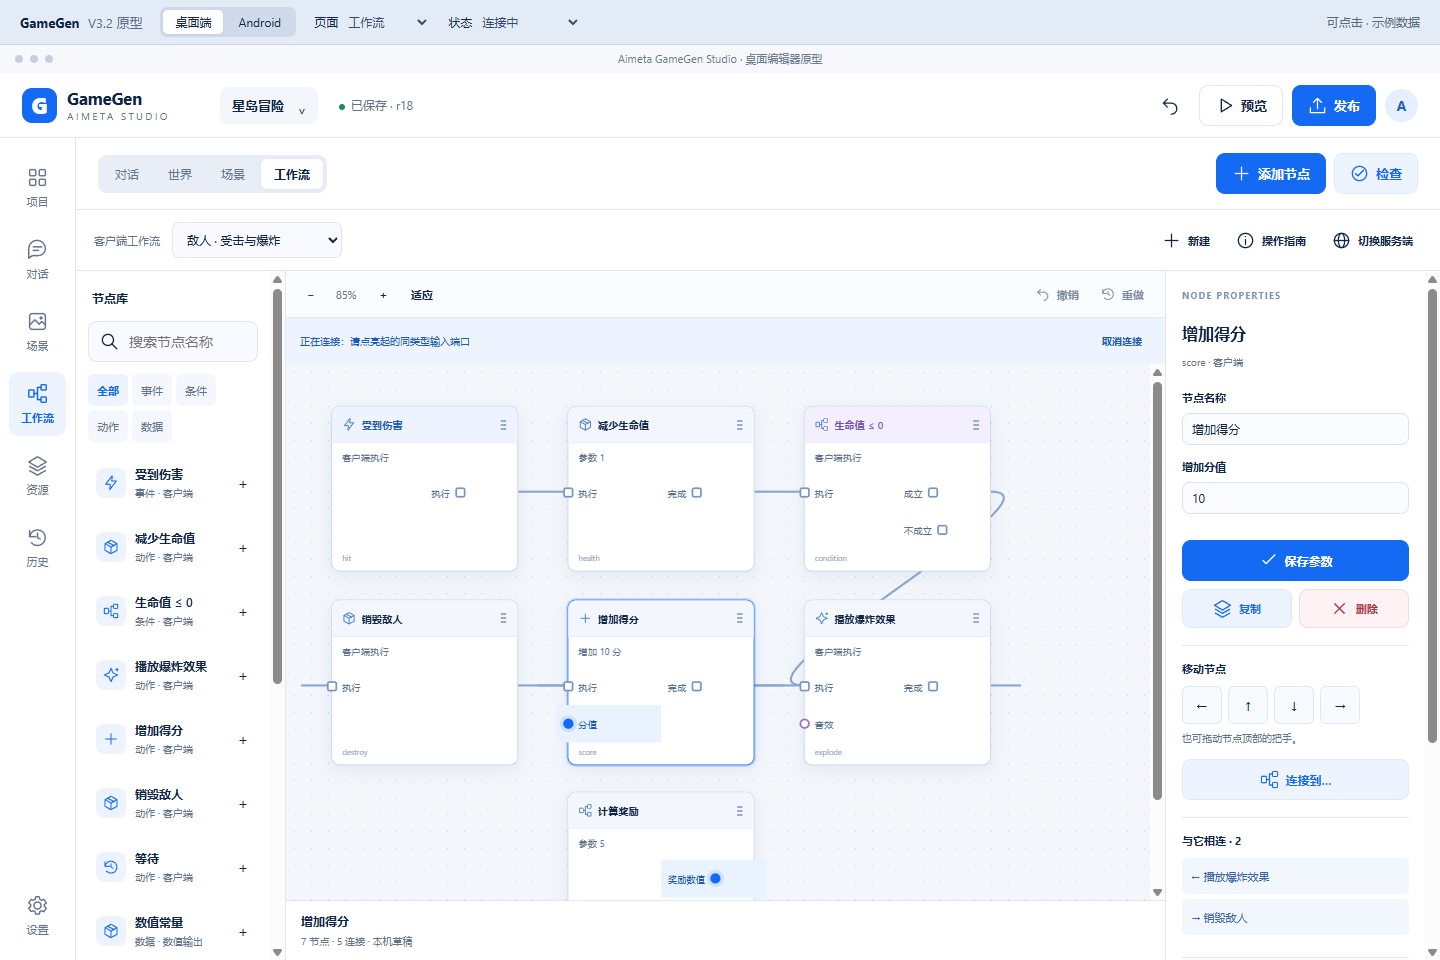 GameGen V3.2 原型 桌面端 Android 页面 工作流 状态 连接中 可点击 · 示例数据
Aimeta GameGen Studio · 桌面编辑器原型
G GameGen
AIMETA STUDIO
星岛冒险 已保存 · r18 预览 发布 A
对话 世界 场景 工作流 添加节点 检查
客户端工作流 敌人 · 受击与爆炸 新建 操作指南 切换服务端
项目
对话
场景
工作流
资源
历史
设置
节点库
搜索节点名称
全部 事件 条件
动作 数据
受到伤害
事件 · 客户端
+
减少生命值
动作 · 客户端
+
生命值 ≤ 0
条件 · 客户端
+
播放爆炸效果
动作 · 客户端
+
增加得分
动作 · 客户端
+
销毁敌人
动作 · 客户端
+
等待
动作 · 客户端
+
数值常量
数据 · 数值输出
+
− 85% + 适应 撤销 重做
正在连接：请点亮起的同类型输入端口 取消连接
受到伤害
客户端执行
执行
hit
减少生命值
参数 1
执行 完成
health
生命值 ≤ 0
客户端执行
执行 成立
不成立
condition
销毁敌人
客户端执行
执行
destroy
增加得分
增加 10 分
执行 完成
分值
score
播放爆炸效果
客户端执行
执行 完成
音效
explode
计算奖励
参数 5
奖励数值
增加得分
7 节点 · 5 连接 · 本机草稿
NODE PROPERTIES
增加得分
score · 客户端
节点名称
增加得分
增加分值
10
保存参数
复制 删除
移动节点
← ↑ ↓ →
也可拖动节点顶部的把手。
连接到...
与它相连 · 2
← 播放爆炸效果
→ 销毁敌人